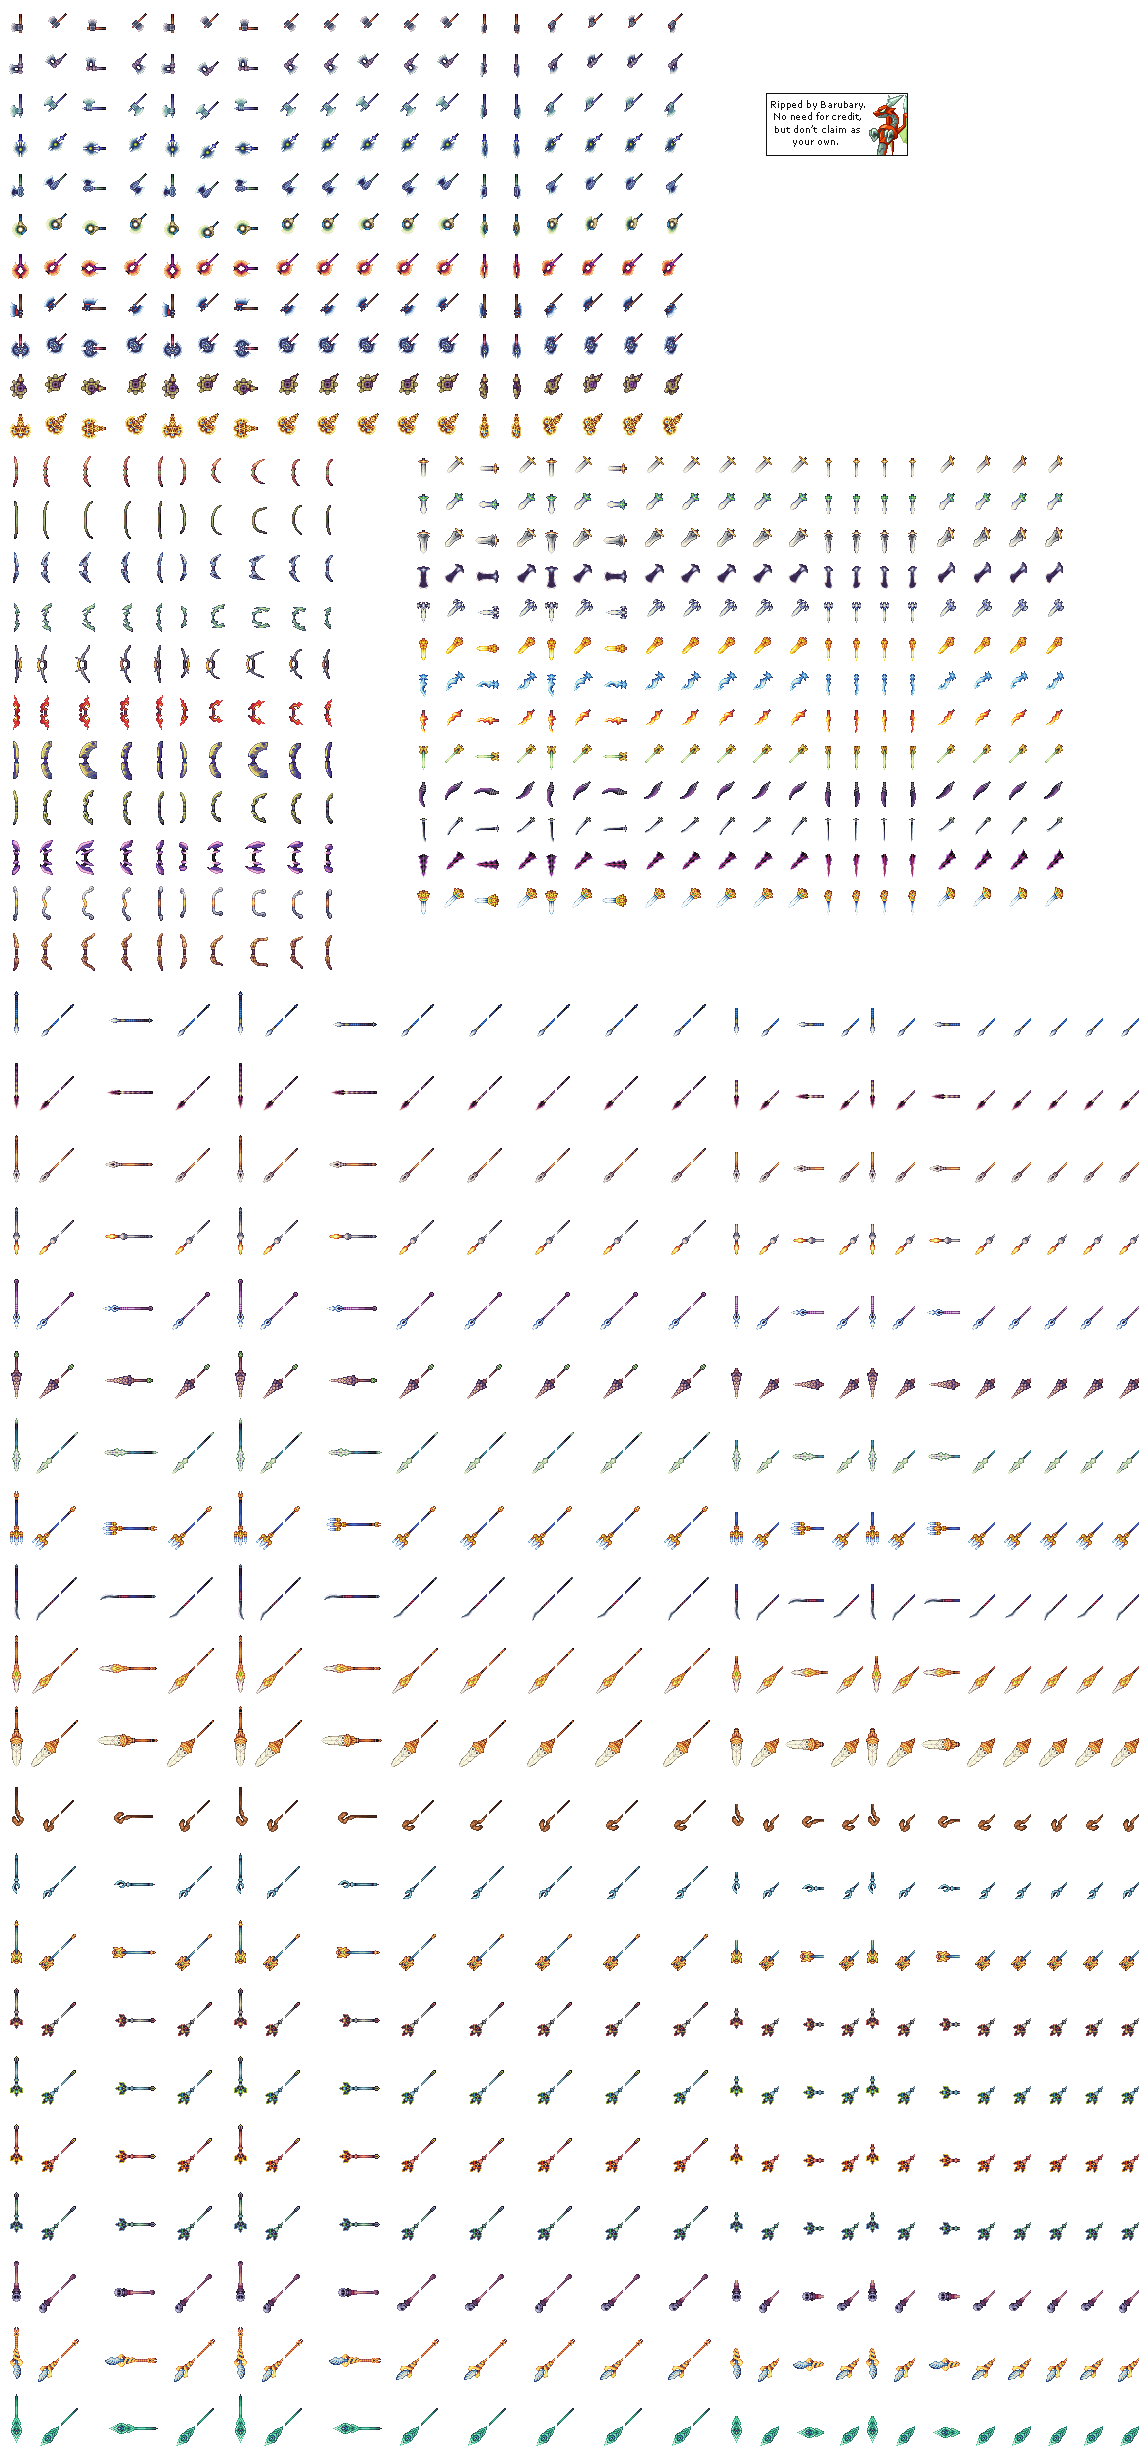 Ripped by Barubary.
No need for credit,
but don't claim as
your own.